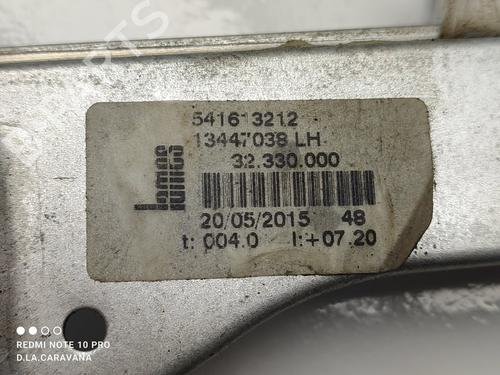 541613212
13447038 LH
32.330.000
lames
20/05/2015 48
t: 004.0 l:+07.20
REDMI NOTE 10 PRO
D.L.A.CARAVANA